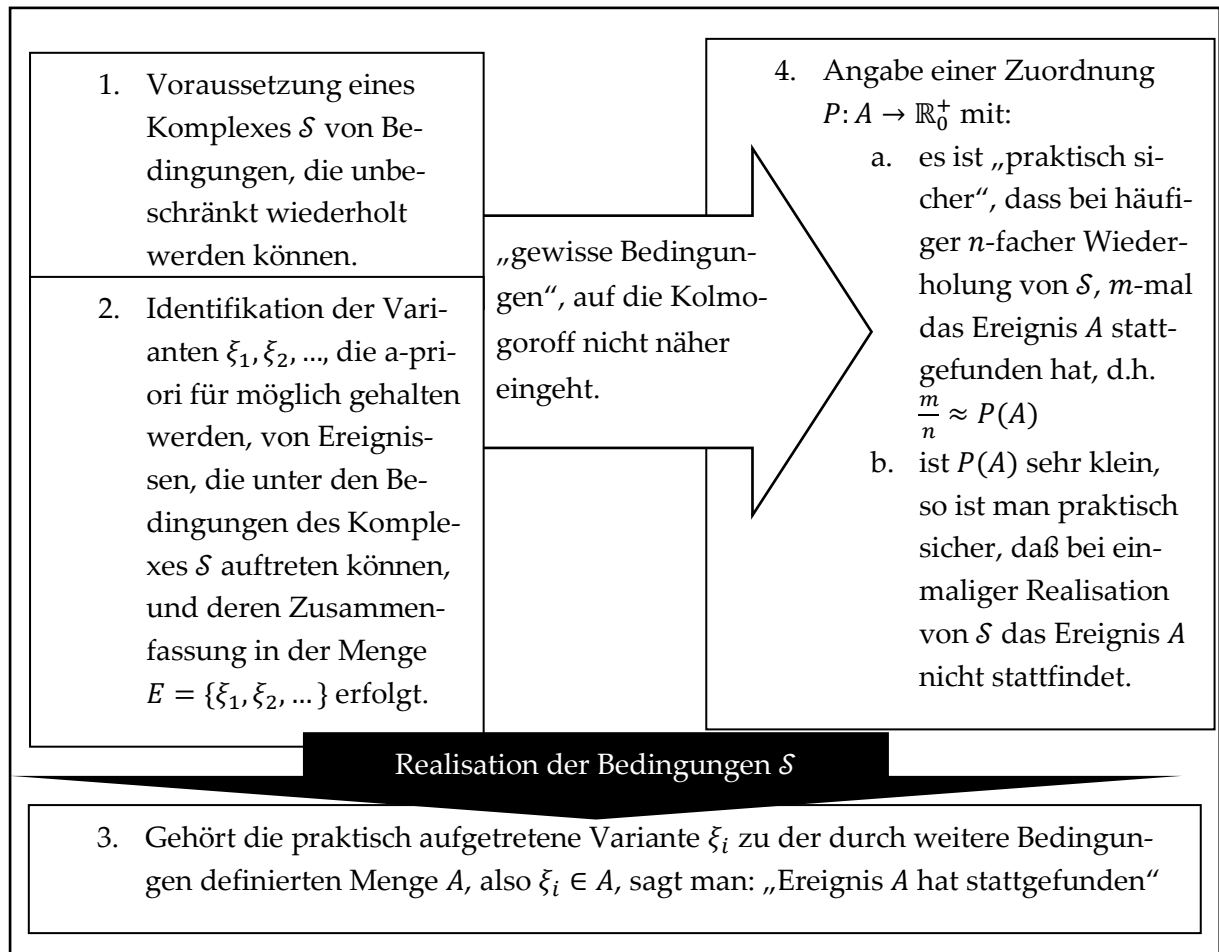 1. Voraussetzung eines
Komplexes 𝒮 von Be-
dingungen, die unbe-
schränkt wiederholt
werden können.
2. Identifikation der Vari-
anten ξ₁, ξ₂, …, die a-pri-
ori für möglich gehalten
werden, von Ereignis-
sen, die unter den Be-
dingungen des Komple-
xes 𝒮 auftreten können,
und deren Zusammen-
fassung in der Menge
E = {ξ₁, ξ₂, … } erfolgt.
„gewisse Bedingun-
gen“, auf die Kolmo-
goroff nicht näher
eingeht.
4. Angabe einer Zuordnung
P: A → ℝ₀⁺ mit:
a. es ist „praktisch si-
cher“, dass bei häufi-
ger n-facher Wieder-
holung von 𝒮, m-mal
das Ereignis A statt-
gefunden hat, d.h.
m/n ≈ P(A)
b. ist P(A) sehr klein,
so ist man praktisch
sicher, daß bei ein-
maliger Realisation
von 𝒮 das Ereignis A
nicht stattfindet.
Realisation der Bedingungen 𝒮
3. Gehört die praktisch aufgetretene Variante ξᵢ zu der durch weitere Bedingun-
gen definierten Menge A, also ξᵢ ∈ A, sagt man: „Ereignis A hat stattgefunden“